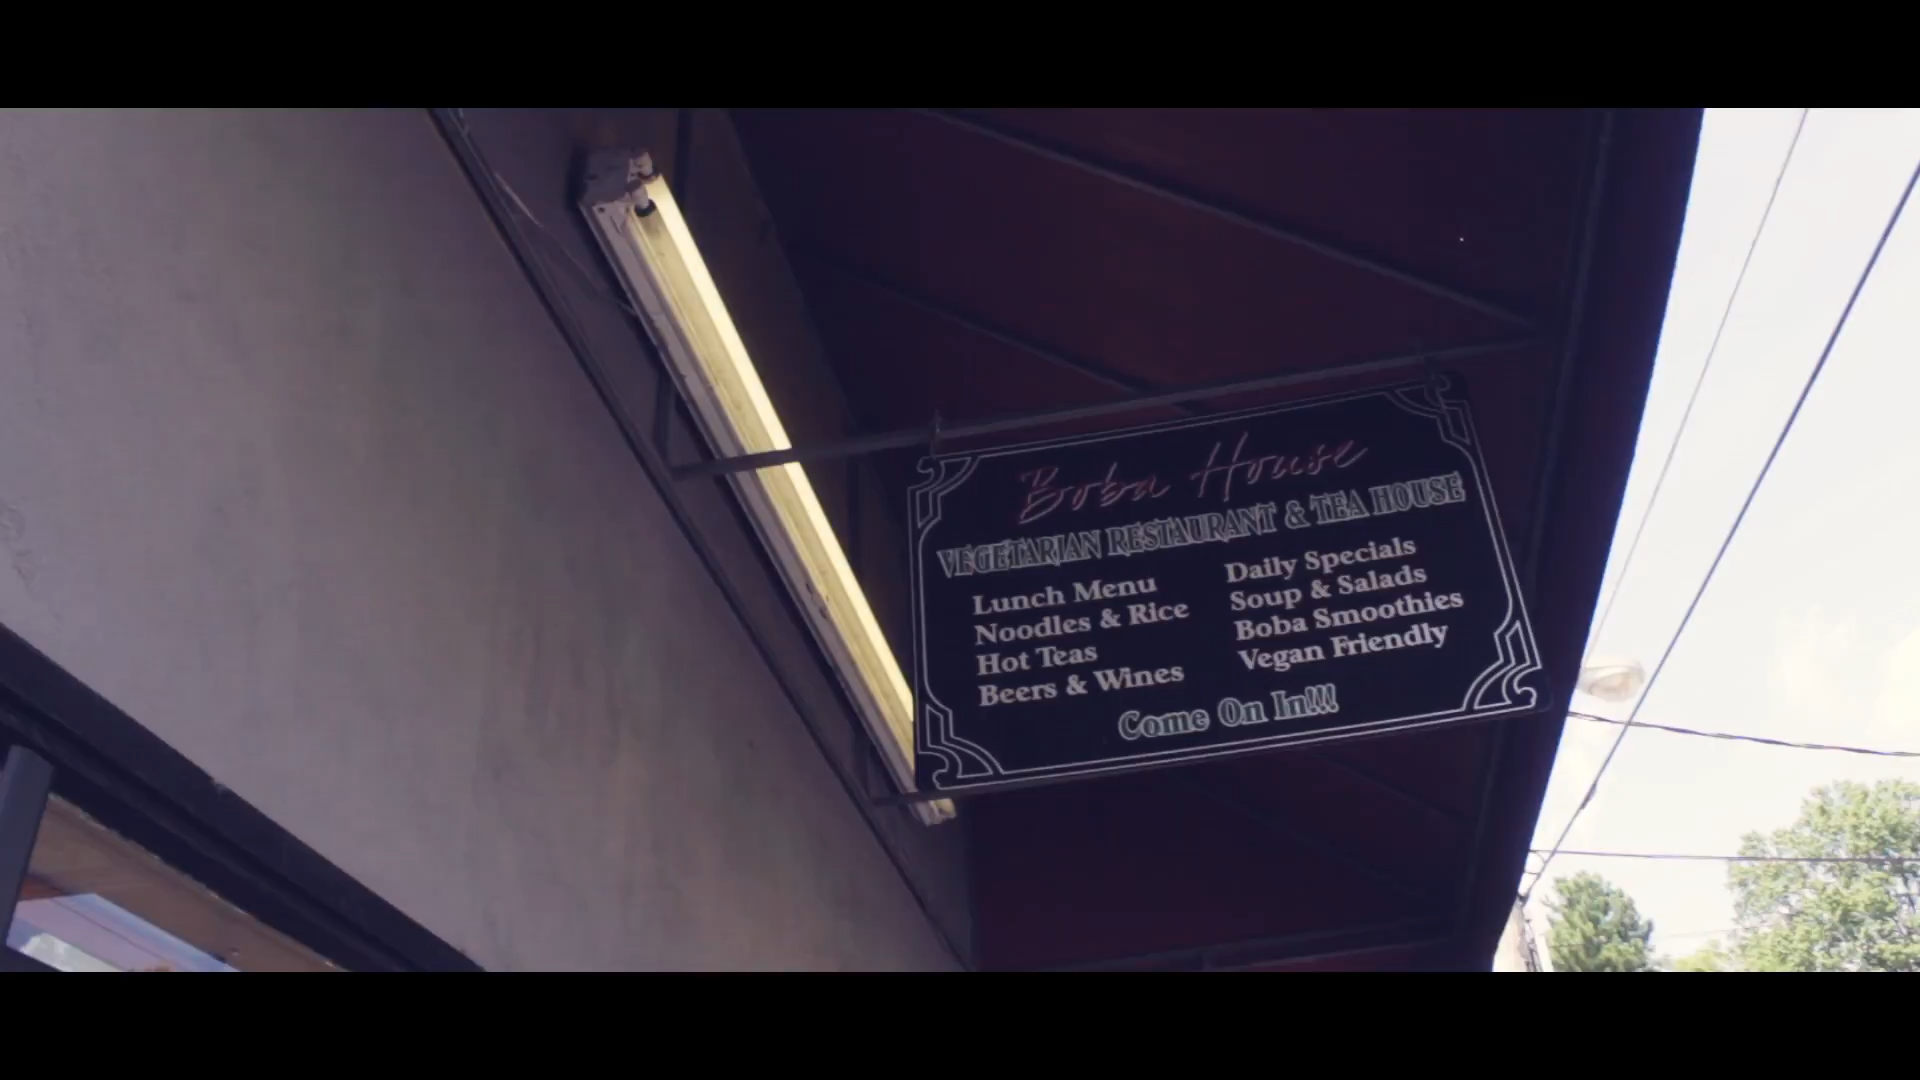 Boba House
VEGETARIAN RESTAURANT & TEA HOUSE
Lunch Menu
Noodles & Rice
Hot Teas
Beers & Wines
Daily Specials
Soup & Salads
Boba Smoothies
Vegan Friendly
Come On In!!!